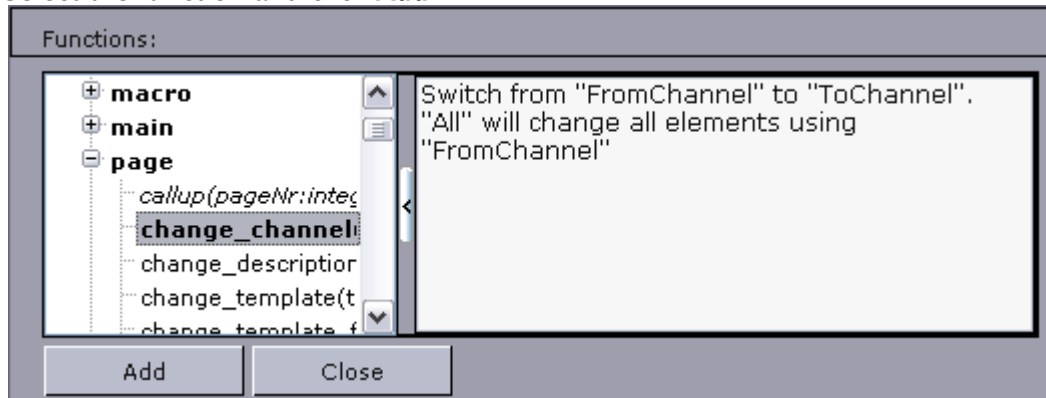 Functions:
macro
main
page
callup(pageNr:integ
change_channel
change_description
change_template(t
change_template_f
Switch from "FromChannel" to "ToChannel".
"All" will change all elements using
"FromChannel"
Add
Close